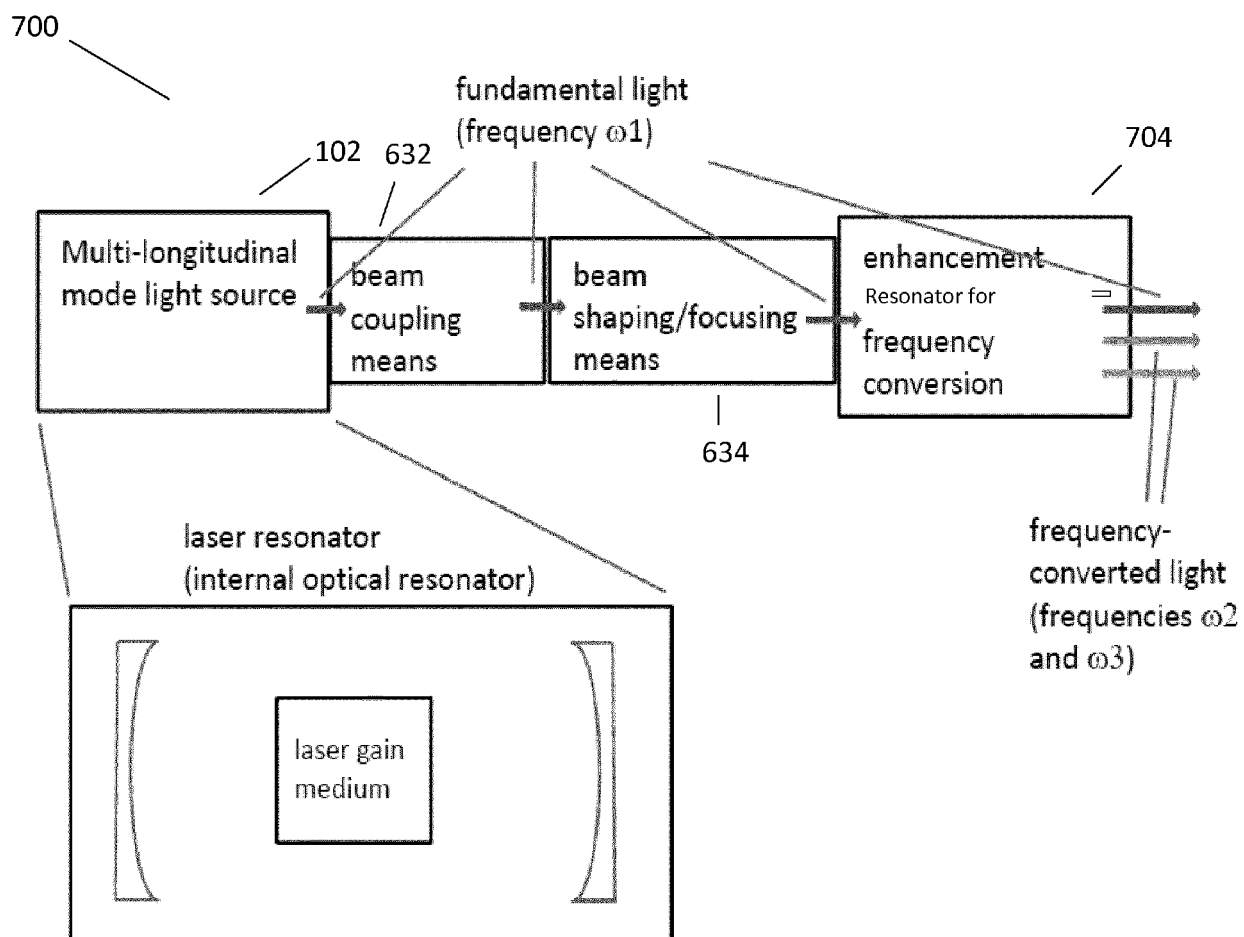 700
fundamental light
(frequency ω1)
102
632
704
Multi-longitudinal
mode light source
beam
coupling
means
beam
shaping/focusing
means
enhancement
Resonator for
frequency
conversion
634
laser resonator
(internal optical resonator)
frequency-
converted light
(frequencies ω2
and ω3)
laser gain
medium